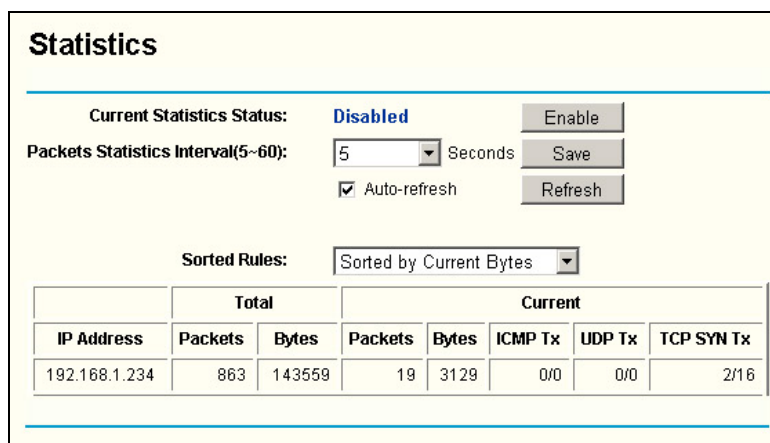 Statistics
Current Statistics Status: Disabled Enable
Packets Statistics Interval(5~60): 5 Seconds Save
Auto-refresh Refresh
Sorted Rules: Sorted by Current Bytes
Total Current
IP Address Packets Bytes Packets Bytes ICMP Tx UDP Tx TCP SYN Tx
192.168.1.234 863 143559 19 3129 0/0 0/0 2/16